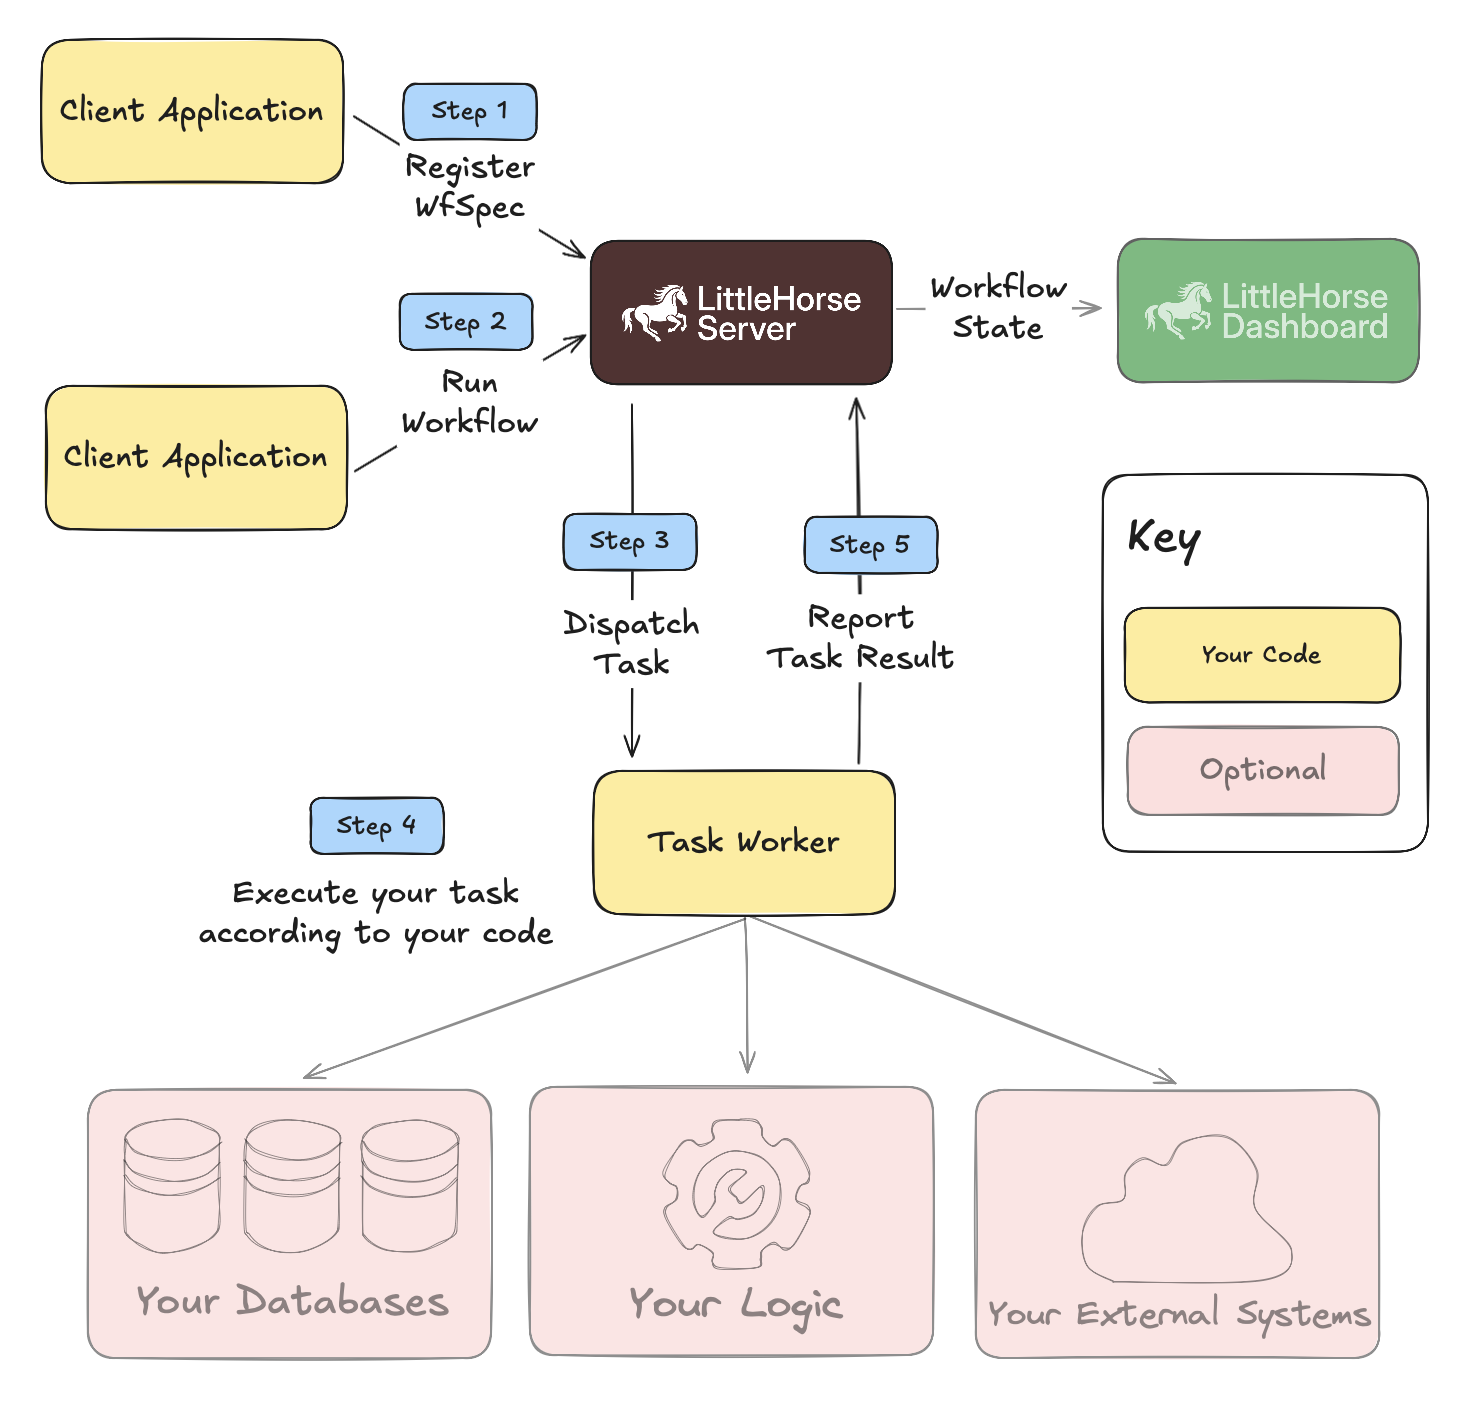 Client Application
Step 1
Register
WfSpec
LittleHorse
Server
Workflow
State
LittleHorse
Dashboard
Step 2
Run
Workflow
Client Application
Step 3
Dispatch
Task
Step 5
Report
Task Result
Key
Your Code
Optional
Step 4
Execute your task
according to your code
Task Worker
Your Databases
Your Logic
Your External Systems